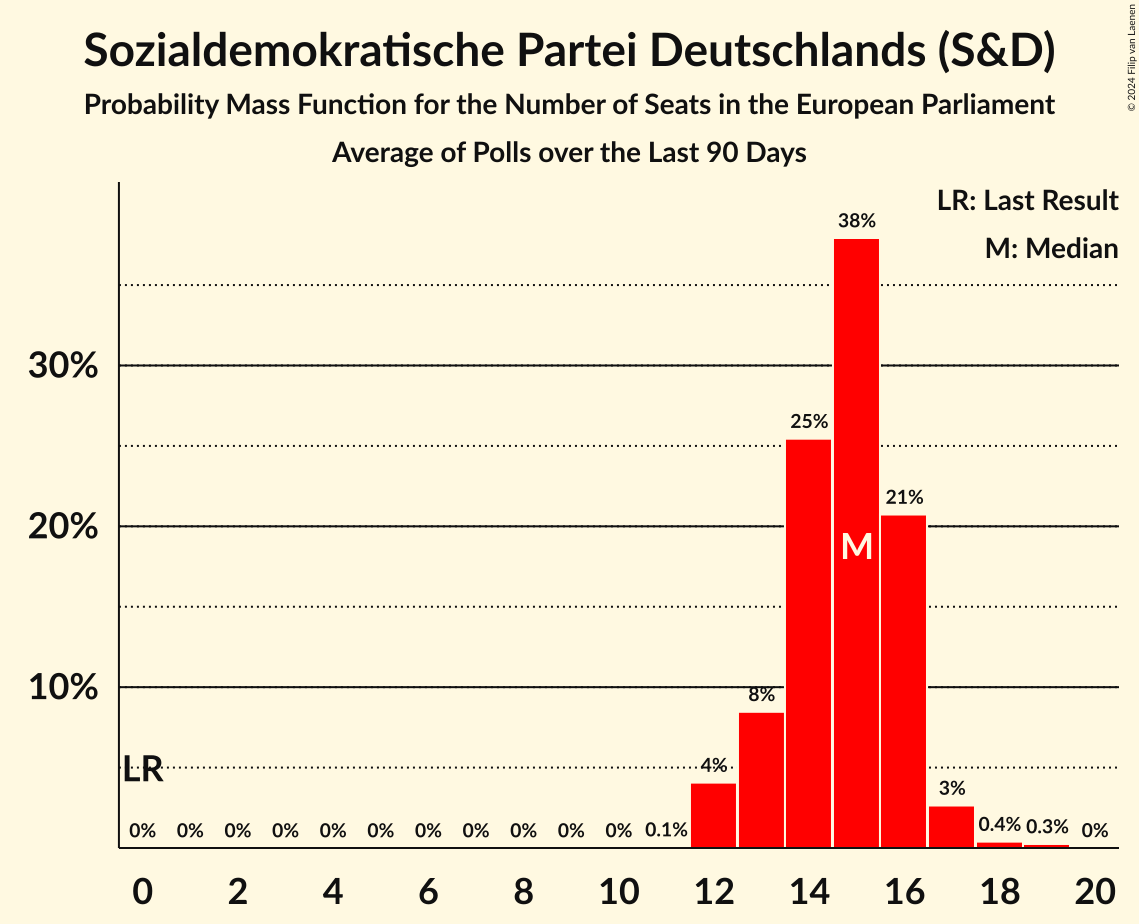 Sozialdemokratische Partei Deutschlands (S&D)
Probability Mass Function for the Number of Seats in the European Parliament
Average of Polls over the Last 90 Days
© 2024 Filip van Laenen
LR: Last Result
M: Median
38%
30%
25%
21%
20%
M
10%
8%
4%
LR
3%
0% 0% 0% 0% 0% 0% 0% 0% 0% 0% 0% 0.1% 0.4% 0.3% 0%
0 2 4 6 8 10 12 14 16 18 20